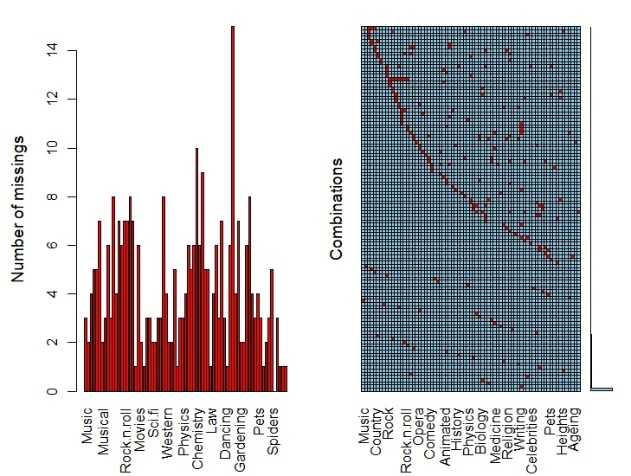 Number of missings
14
12
10
8
6
4
2
0
Music
Musical
Rock.n.roll
Movies
Sci.fi
Western
Physics
Chemistry
Law
Dancing
Gardening
Pets
Spiders
Combinations
Music
Country
Rock
Rock.n.roll
Opera
Comedy
Animated
History
Physics
Biology
Medicine
Religion
Writing
Celebrities
Pets
Heights
Ageing